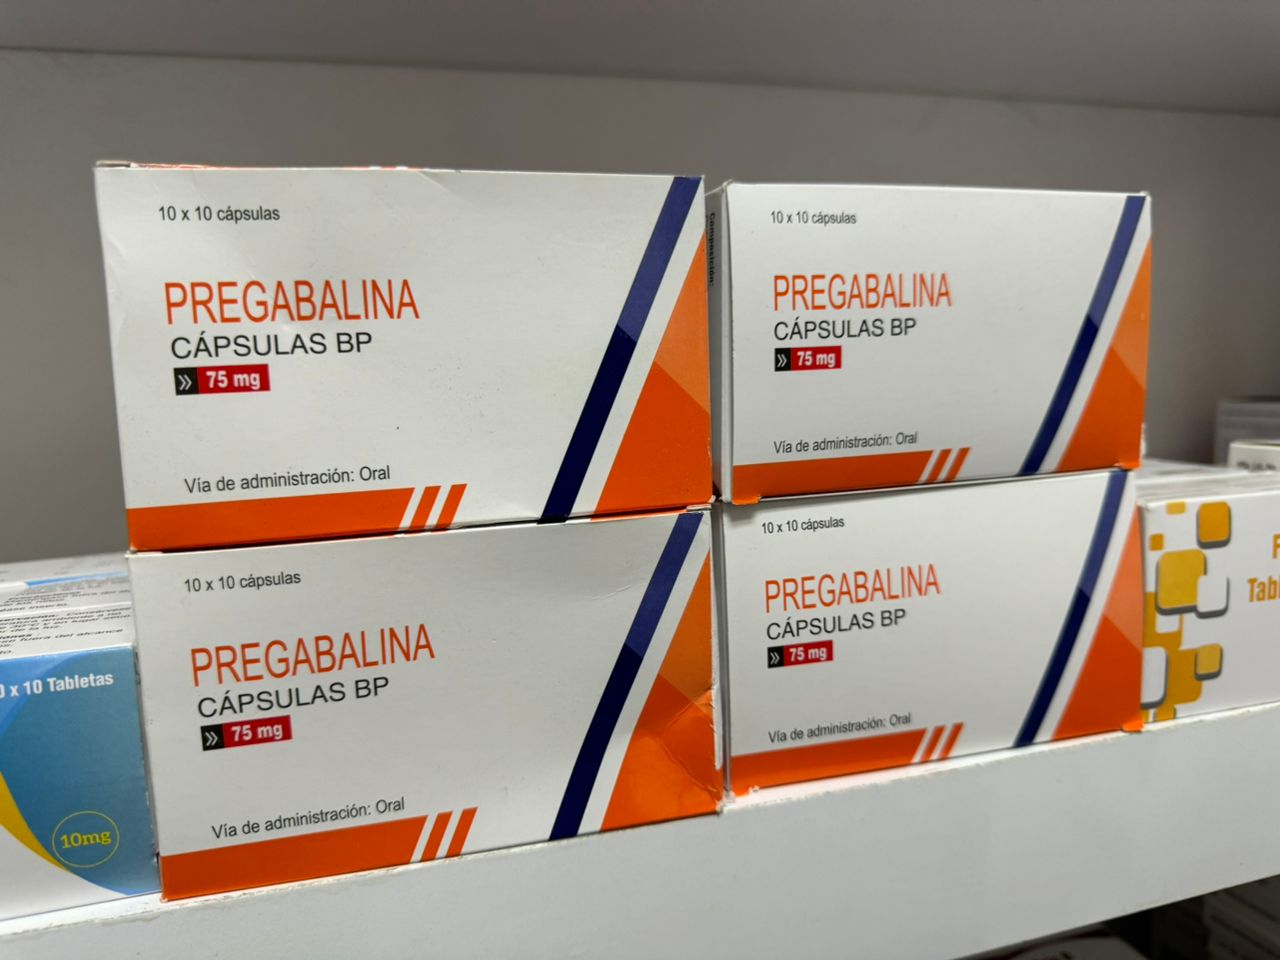 10 x 10 cápsulas
PREGABALINA
CÁPSULAS BP
75 mg
Vía de administración: Oral
Composición:
10 x 10 cápsulas
PREGABALINA
CÁPSULAS BP
75 mg
Vía de administración: Oral
10 x 10 cápsulas
PREGABALINA
CÁPSULAS BP
75 mg
Vía de administración: Oral
10 x 10 cápsulas
PREGABALINA
CÁPSULAS BP
75 mg
Vía de administración: Oral
x 10 Tabletas
10mg